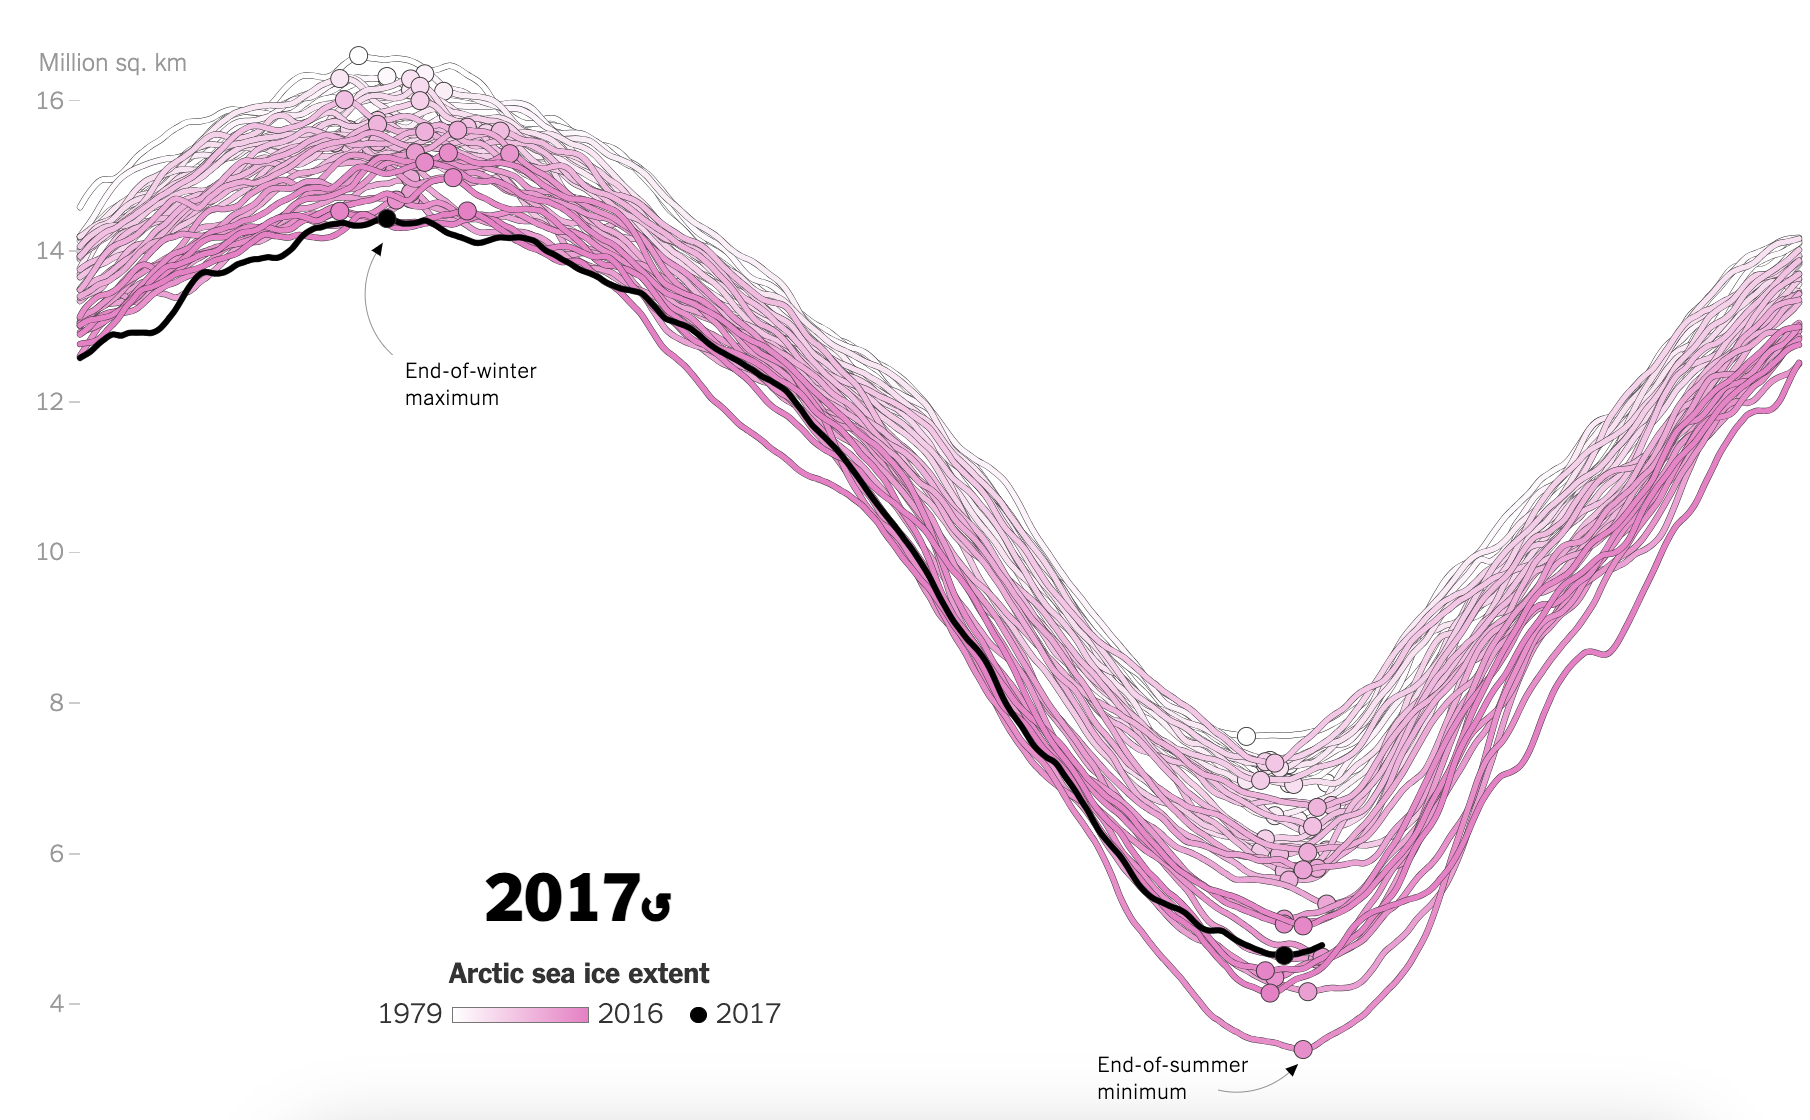 Million sq. km
16
14
End-of-winter
maximum
12
10
8
6
2017
Arctic sea ice extent
1979 2016 2017
4
End-of-summer
minimum